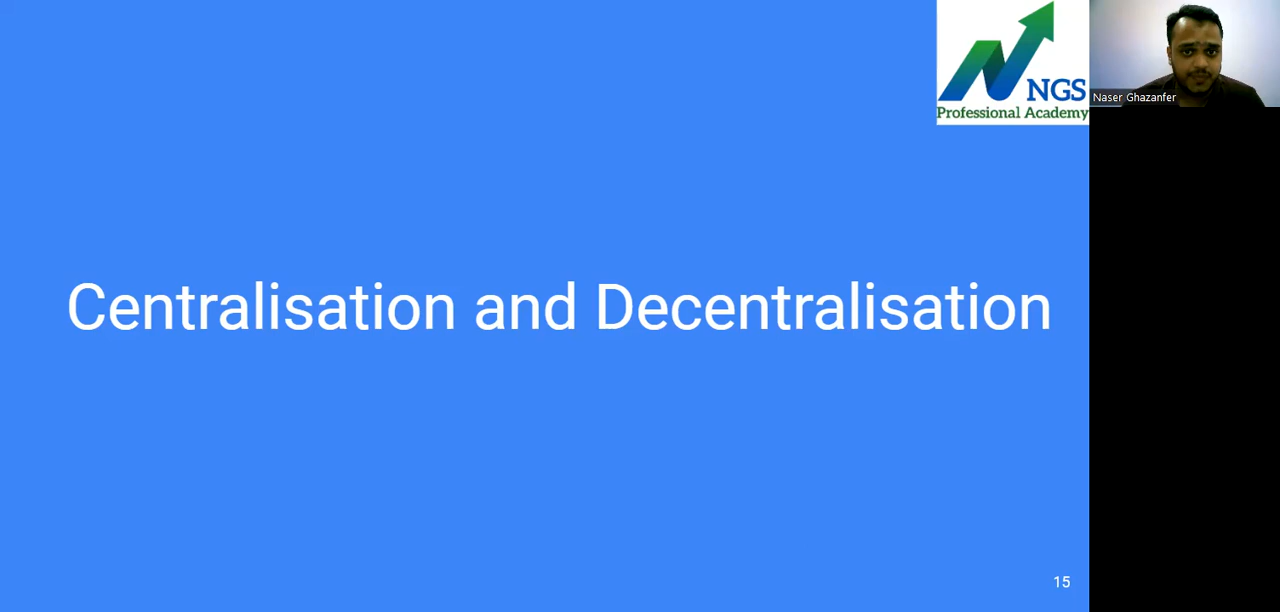 NGS
Professional Academy
Naser Ghazanfer
Centralisation and Decentralisation
15